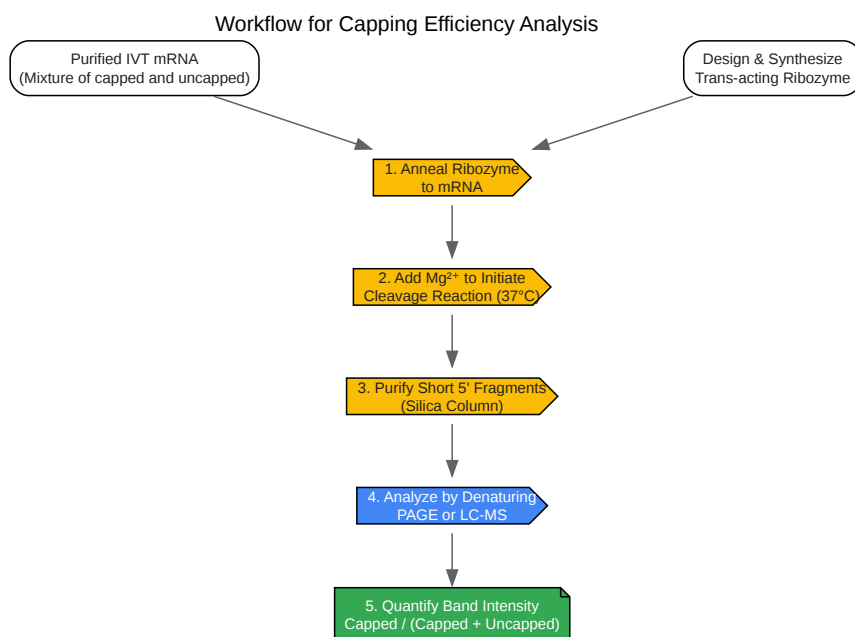 Workflow for Capping Efficiency Analysis
Purified IVT mRNA
(Mixture of capped and uncapped)
Design & Synthesize
Trans-acting Ribozyme
1. Anneal Ribozyme
to mRNA
2. Add Mg²⁺ to Initiate
Cleavage Reaction (37°C)
3. Purify Short 5' Fragments
(Silica Column)
4. Analyze by Denaturing
PAGE or LC-MS
5. Quantify Band Intensity
Capped / (Capped + Uncapped)